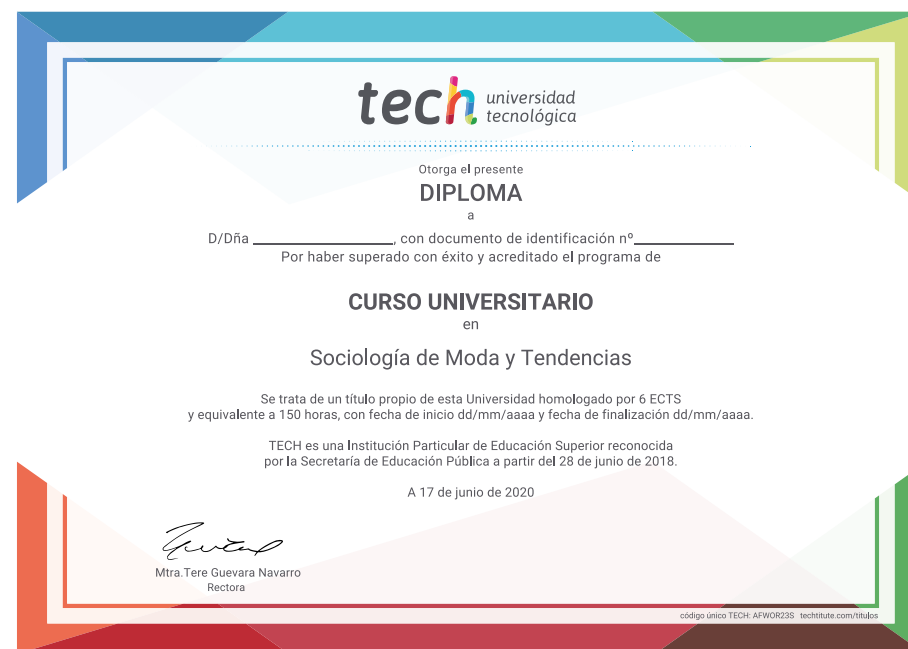 tech universidad
tecnológica
Otorga el presente
DIPLOMA
a
D/Dña ____________________, con documento de identificación nº______________
Por haber superado con éxito y acreditado el programa de
CURSO UNIVERSITARIO
en
Sociología de Moda y Tendencias
Se trata de un título propio de esta Universidad homologado por 6 ECTS
y equivalente a 150 horas, con fecha de inicio dd/mm/aaaa y fecha de finalización dd/mm/aaaa.
TECH es una Institución Particular de Educación Superior reconocida
por la Secretaría de Educación Pública a partir del 28 de junio de 2018.
A 17 de junio de 2020
Mtra.Tere Guevara Navarro
Rectora
código único TECH: AFWOR23S techtitute.com/titulos